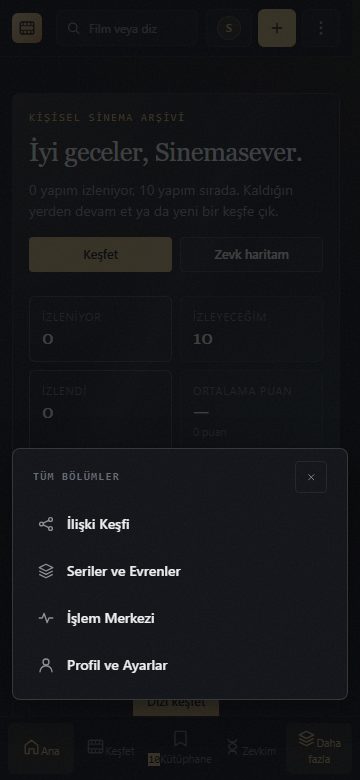 Film veya diz
S
KİŞİSEL SİNEMA ARŞİVİ
İyi geceler, Sinemasever.
0 yapım izleniyor, 10 yapım sırada. Kaldığın
yerden devam et ya da yeni bir keşfe çık.
Keşfet
Zevk haritam
İZLENİYOR
0
İZLEYECEĞİM
10
İZLENDİ
0
ORTALAMA PUAN
—
0 puan
TÜM BÖLÜMLER
İlişki Keşfi
Seriler ve Evrenler
İşlem Merkezi
Profil ve Ayarlar
Dizi keşfet
Ana
Keşfet
10Kütüphane
Zevkim
Daha
fazla